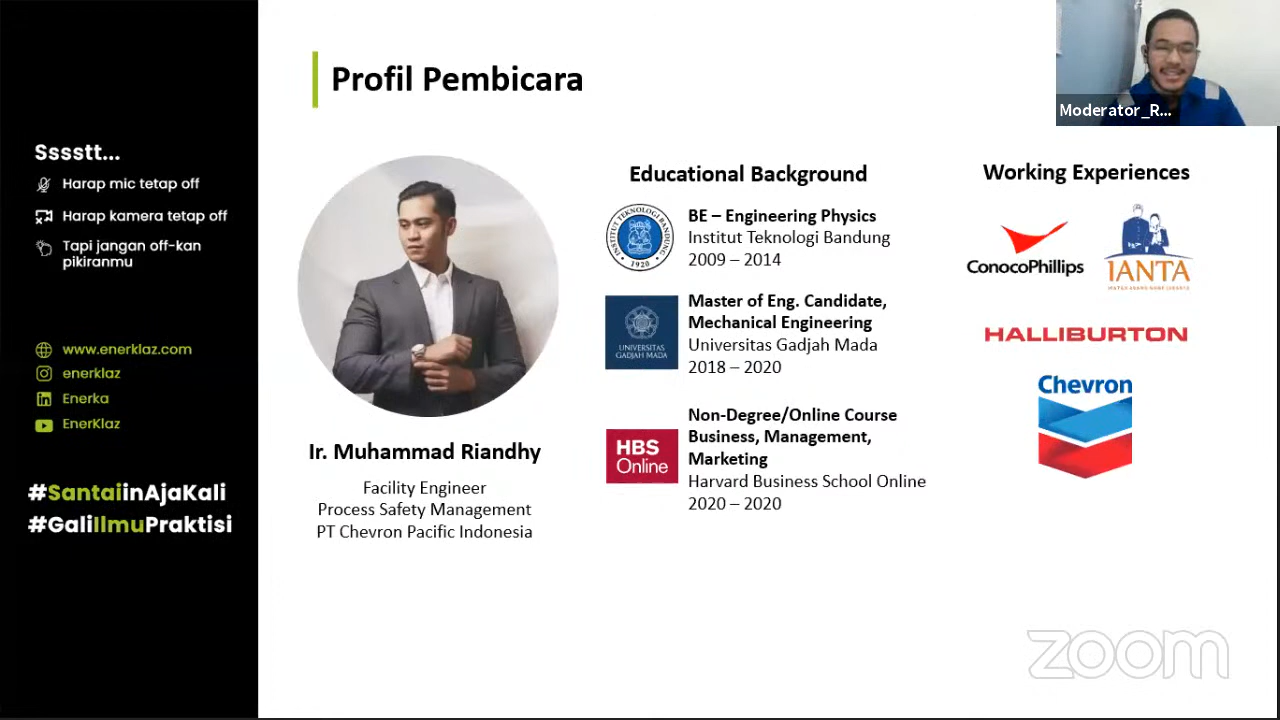 Profil Pembicara
Moderator_R...
Sssstt...
Harap mic tetap off
Harap kamera tetap off
Tapi jangan off-kan
pikiranmu
www.enerklaz.com
enerklaz
Enerka
EnerKlaz
#SantaiinAjaKali
#GaliIlmuPraktisi
Ir. Muhammad Riandhy
Facility Engineer
Process Safety Management
PT Chevron Pacific Indonesia
Educational Background
INSTITUT TEKNOLOGI BANDUNG
1920
BE – Engineering Physics
Institut Teknologi Bandung
2009 – 2014
UNIVERSITAS
GADJAH MADA
Master of Eng. Candidate,
Mechanical Engineering
Universitas Gadjah Mada
2018 – 2020
HBS
Online
Non-Degree/Online Course
Business, Management,
Marketing
Harvard Business School Online
2020 – 2020
Working Experiences
ConocoPhillips
IANTA
HALLIBURTON
Chevron
zoom